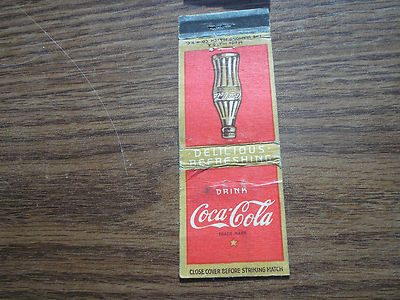 DELICIOUS
REFRESHING
DRINK
Coca-Cola
TRADE MARK
CLOSE COVER BEFORE STRIKING MATCH